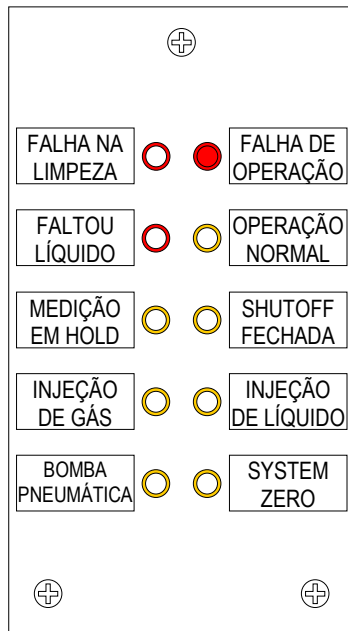 FALHA NA
LIMPEZA
FALHA DE
OPERAÇÃO
FALTOU
LÍQUIDO
OPERAÇÃO
NORMAL
MEDIÇÃO
EM HOLD
SHUTOFF
FECHADA
INJEÇÃO
DE GÁS
INJEÇÃO
DE LÍQUIDO
BOMBA
PNEUMÁTICA
SYSTEM
ZERO